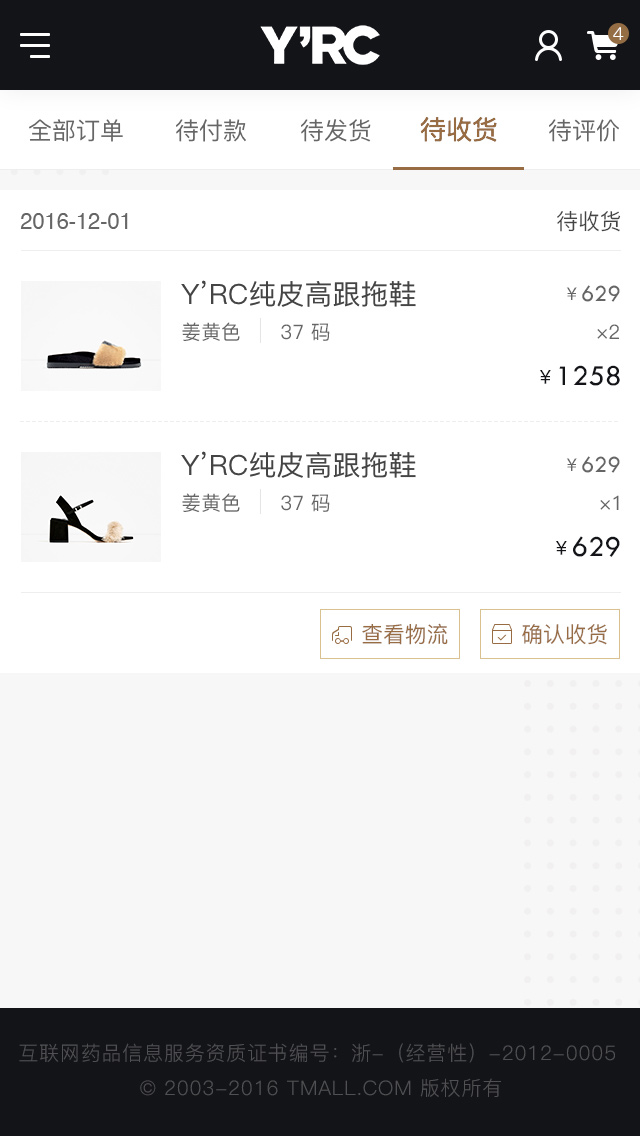 Y’RC
4
全部订单 待付款 待发货 待收货 待评价
2016-12-01 待收货
Y’RC纯皮高跟拖鞋 ¥629
姜黄色 37 码 ×2
¥1258
Y’RC纯皮高跟拖鞋 ¥629
姜黄色 37 码 ×1
¥629
查看物流 确认收货
互联网药品信息服务资质证书编号：浙-（经营性）-2012-0005
© 2003-2016 TMALL.COM 版权所有